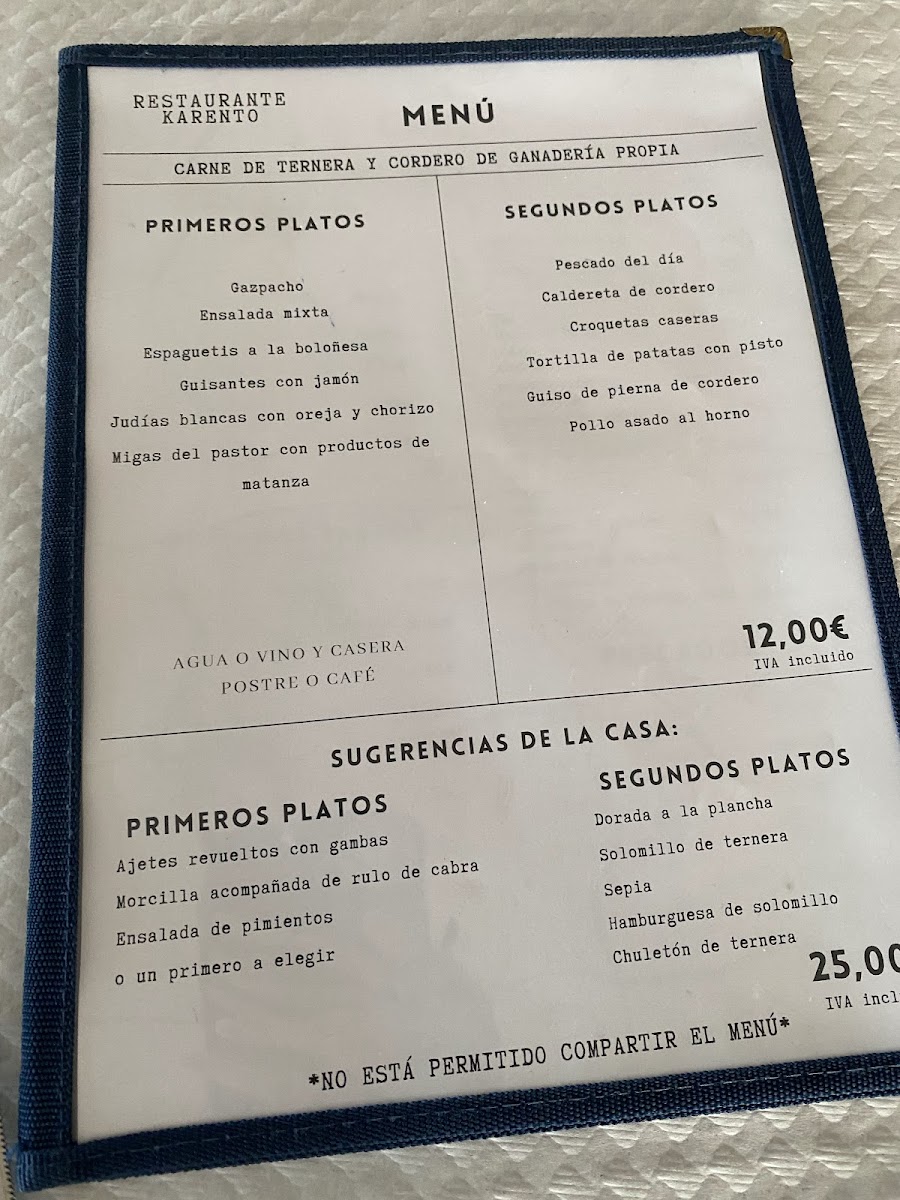 RESTAURANTE
KARENTO
MENÚ
CARNE DE TERNERA Y CORDERO DE GANADERÍA PROPIA
PRIMEROS PLATOS
Gazpacho
Ensalada mixta
Espaguetis a la boloñesa
Guisantes con jamón
Judías blancas con oreja y chorizo
Migas del pastor con productos de
matanza
AGUA O VINO Y CASERA
POSTRE O CAFÉ
SEGUNDOS PLATOS
Pescado del día
Caldereta de cordero
Croquetas caseras
Tortilla de patatas con pisto
Guiso de pierna de cordero
Pollo asado al horno
12,00€
IVA incluido
SUGERENCIAS DE LA CASA:
PRIMEROS PLATOS
Ajetes revueltos con gambas
Morcilla acompañada de rulo de cabra
Ensalada de pimientos
o un primero a elegir
SEGUNDOS PLATOS
Dorada a la plancha
Solomillo de ternera
Sepia
Hamburguesa de solomillo
Chuletón de ternera
25,00
IVA incl
*NO ESTÁ PERMITIDO COMPARTIR EL MENÚ*